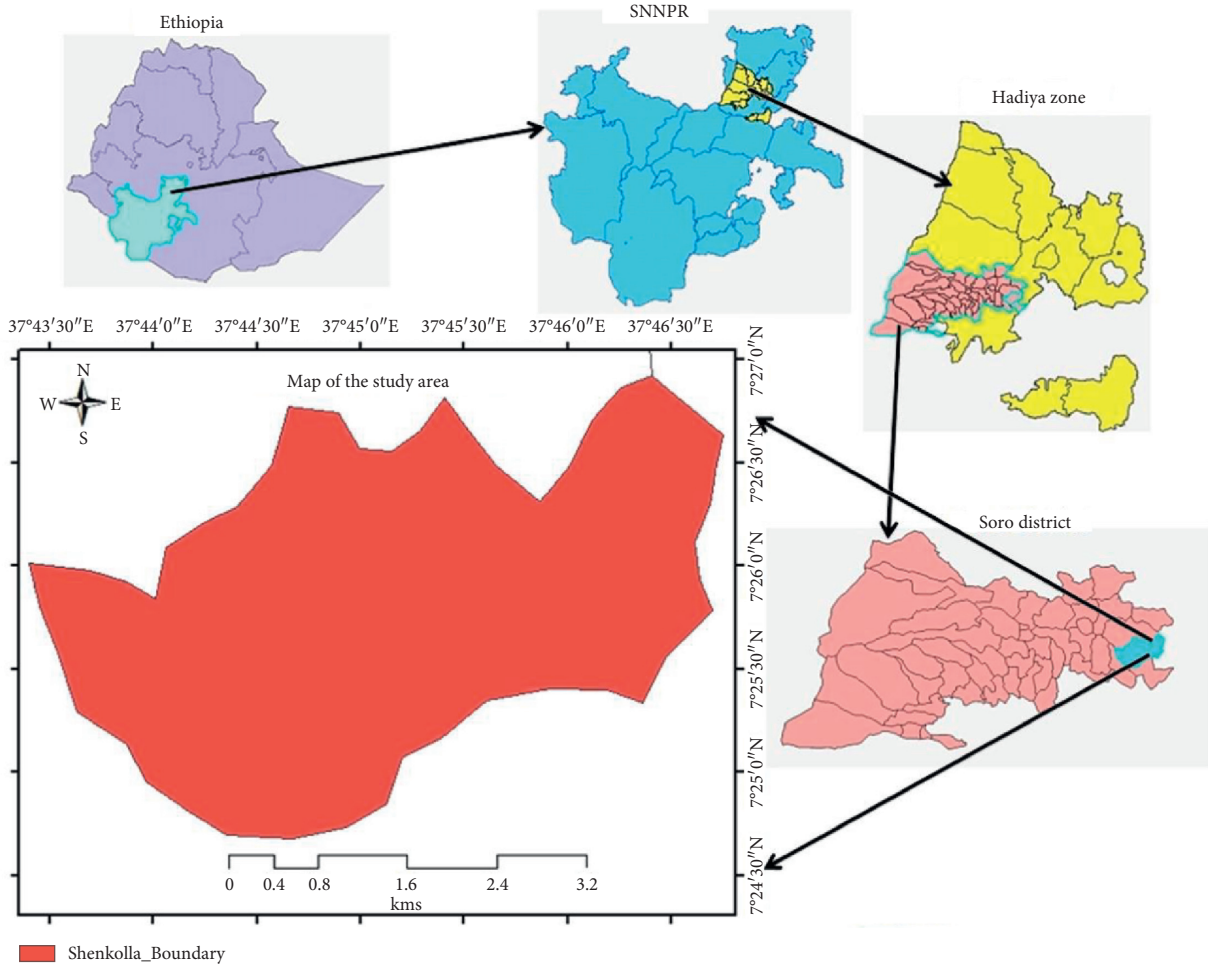 Ethiopia
SNNPR
Hadiya zone
37°43′30″E 37°44′0″E 37°44′30″E 37°45′0″E 37°45′30″E 37°46′0″E 37°46′30″E
Map of the study area
N
W E
S
7°27′0″N
7°26′30″N
7°26′0″N
7°25′30″N
7°25′0″N
7°24′30″N
Soro district
0 0.4 0.8 1.6 2.4 3.2
kms
Shenkolla_Boundary